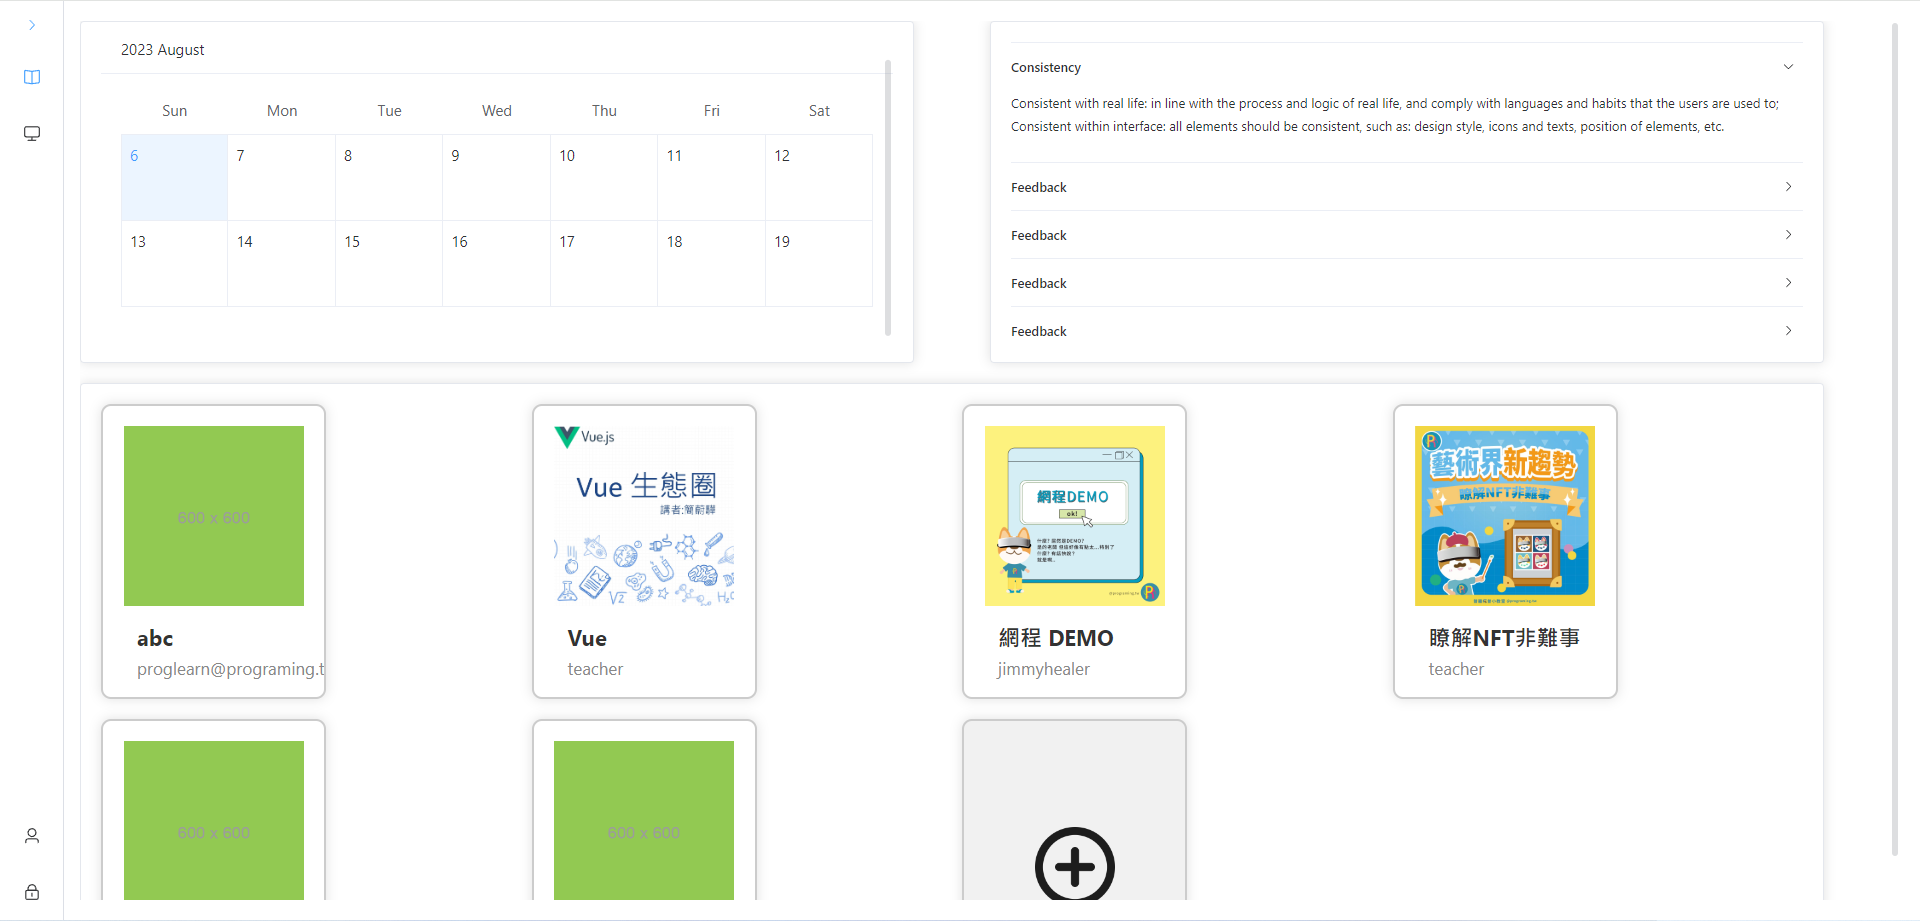 2023 August
Sun Mon Tue Wed Thu Fri Sat
6 7 8 9 10 11 12
13 14 15 16 17 18 19
Consistency
Consistent with real life: in line with the process and logic of real life, and comply with languages and habits that the users are used to;
Consistent within interface: all elements should be consistent, such as: design style, icons and texts, position of elements, etc.
Feedback
Feedback
Feedback
Feedback
600 x 600
abc
proglearn@programing.t
Vue.js
Vue 生態圈
√2
H₂C
Vue
teacher
網程DEMO
ok!
P
網程 DEMO
jimmyhealer
P
藝術界新趨勢
瞭解NFT非難事
瞭解NFT非難事
teacher
600 x 600
600 x 600